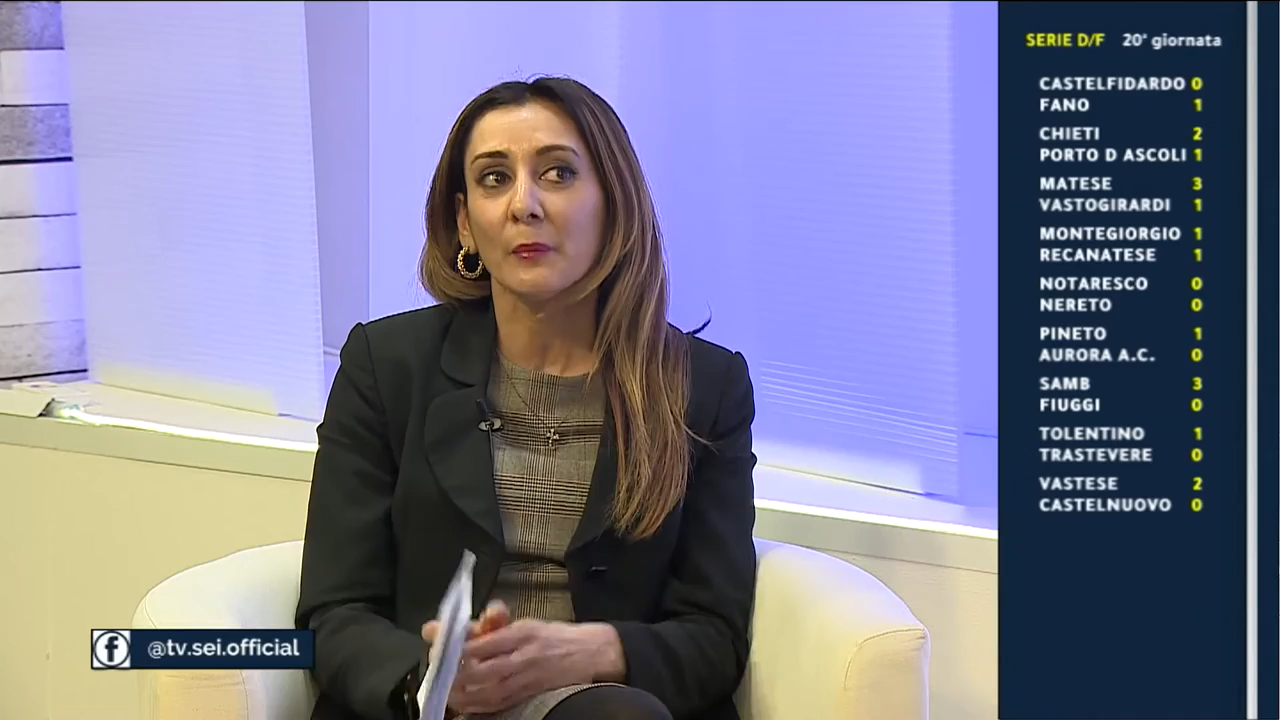 SERIE D/F 20ª giornata
CASTELFIDARDO 0
FANO 1
CHIETI 2
PORTO D ASCOLI 1
MATESE 3
VASTOGIRARDI 1
MONTEGIORGIO 1
RECANATESE 1
NOTARESCO 0
NERETO 0
PINETO 1
AURORA A.C. 0
SAMB 3
FIUGGI 0
TOLENTINO 1
TRASTEVERE 0
VASTESE 2
CASTELNUOVO 0
@tv.sei.official